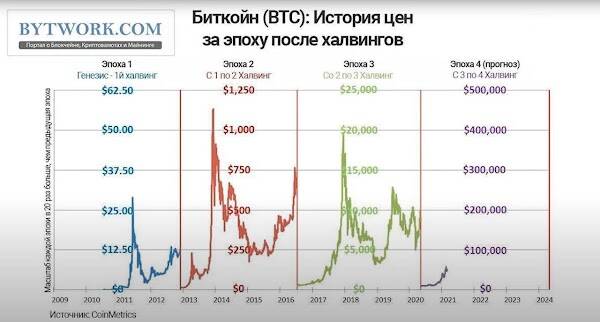 BYTWORK.COM
Портал о Блокчейне, Криптовалютах и Майнинге
Биткойн (BTC): История цен
за эпоху после халвингов
Эпоха 1
Генезис - 1й халвинг
Эпоха 2
С 1 по 2 Халвинг
Эпоха 3
Со 2 по 3 Халвинг
Эпоха 4 (прогноз)
С 3 по 4 Халвинг
Масштаб каждой эпохи в 20 раз больше, чем предыдущая эпоха
$62.50
$50.00
$37.50
$25.00
$12.50
$0
$1,250
$1,000
$750
$500
$250
$0
$25,000
$20,000
$15,000
$10,000
$5,000
$0
$500,000
$400,000
$300,000
$200,000
$100,000
$0
2009 2010 2011 2012 2013 2014 2015 2016 2017 2018 2019 2020 2021 2022 2023 2024
Источник: CoinMetrics